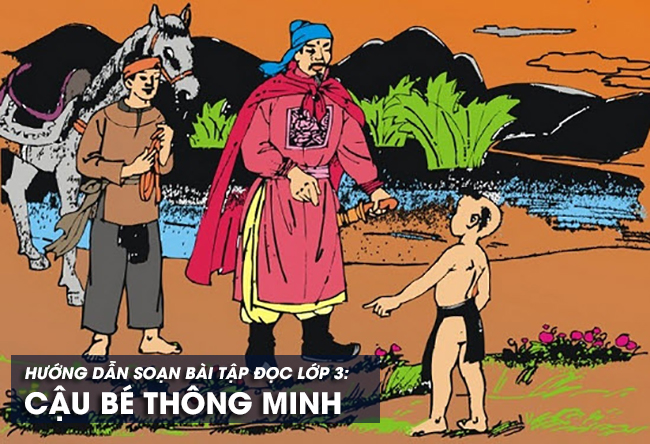 HƯỚNG DẪN SOẠN BÀI TẬP ĐỌC LỚP 3:
CẬU BÉ THÔNG MINH